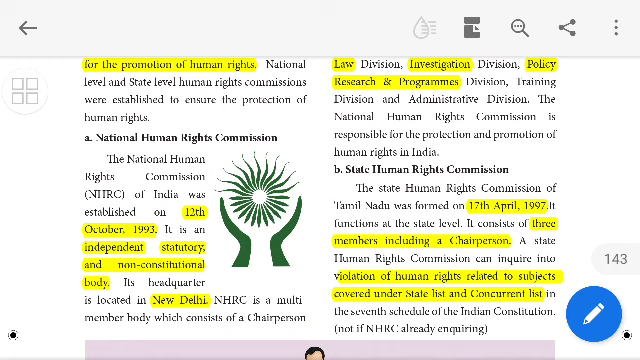 for the promotion of human rights. National
level and State level human rights commissions
were established to ensure the protection of
human rights.
a. National Human Rights Commission
The National Human
Rights Commission
(NHRC) of India was
established on 12th
October, 1993. It is an
independent statutory,
and non-constitutional
body. Its headquarter
is located in New Delhi. NHRC is a multi-
member body which consists of a Chairperson
Law Division, Investigation Division, Policy
Research & Programmes Division, Training
Division and Administrative Division. The
National Human Rights Commission is
responsible for the protection and promotion of
human rights in India.
b. State Human Rights Commission
The state Human Rights Commission of
Tamil Nadu was formed on 17th April, 1997.It
functions at the state level. It consists of three
members including a Chairperson. A state
Human Rights Commission can inquire into
violation of human rights related to subjects
covered under State list and Concurrent list in
the seventh schedule of the Indian Constitution.
(not if NHRC already enquiring)
143